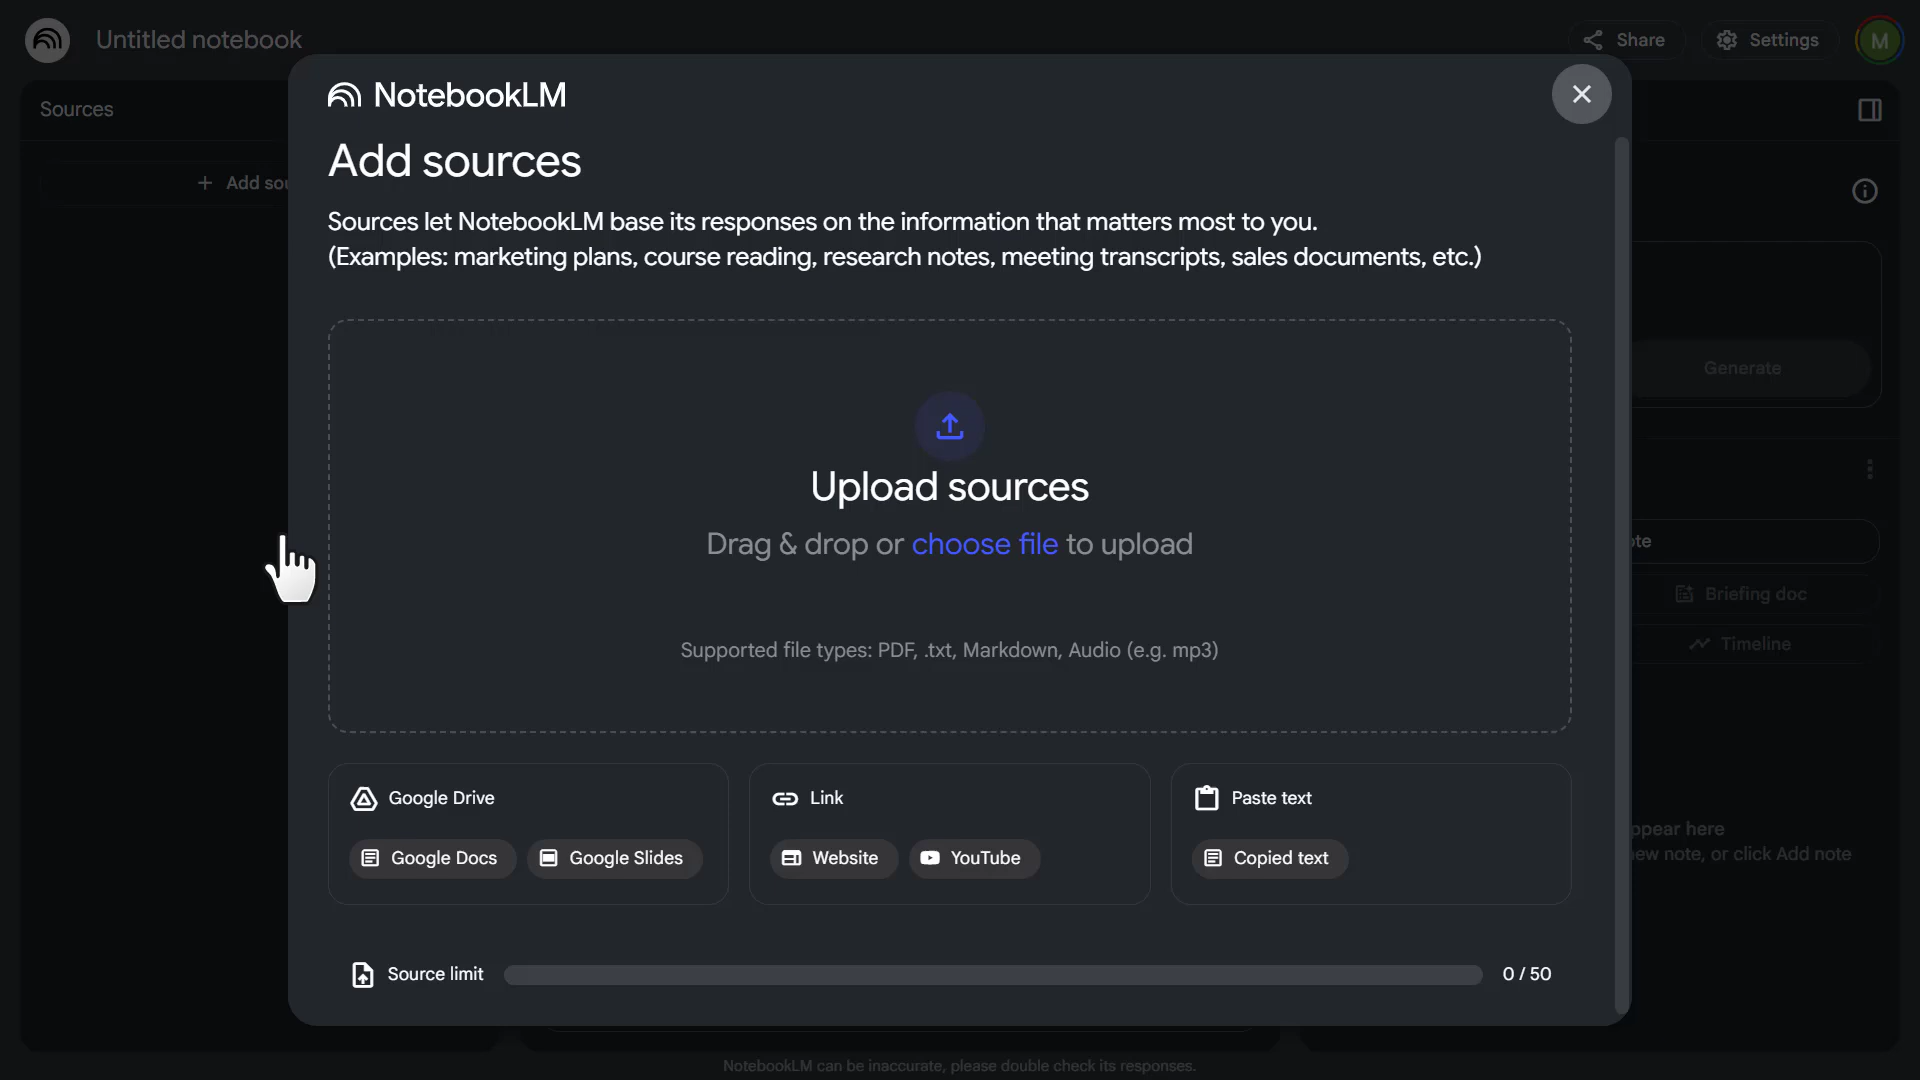 Untitled notebook
Share
Settings
M
Sources
NotebookLM
Add sources
+ Add
Sources let NotebookLM base its responses on the information that matters most to you.
(Examples: marketing plans, course reading, research notes, meeting transcripts, sales documents, etc.)
Generate
Upload sources
Drag & drop or choose file to upload
Briefing doc
Timeline
Supported file types: PDF, .txt, Markdown, Audio (e.g. mp3)
Google Drive
Google Docs
Google Slides
Link
Website
YouTube
Paste text
Copied text
here
new note, or click Add note
Source limit
0 / 50
NotebookLM can be inaccurate, please double check its responses.